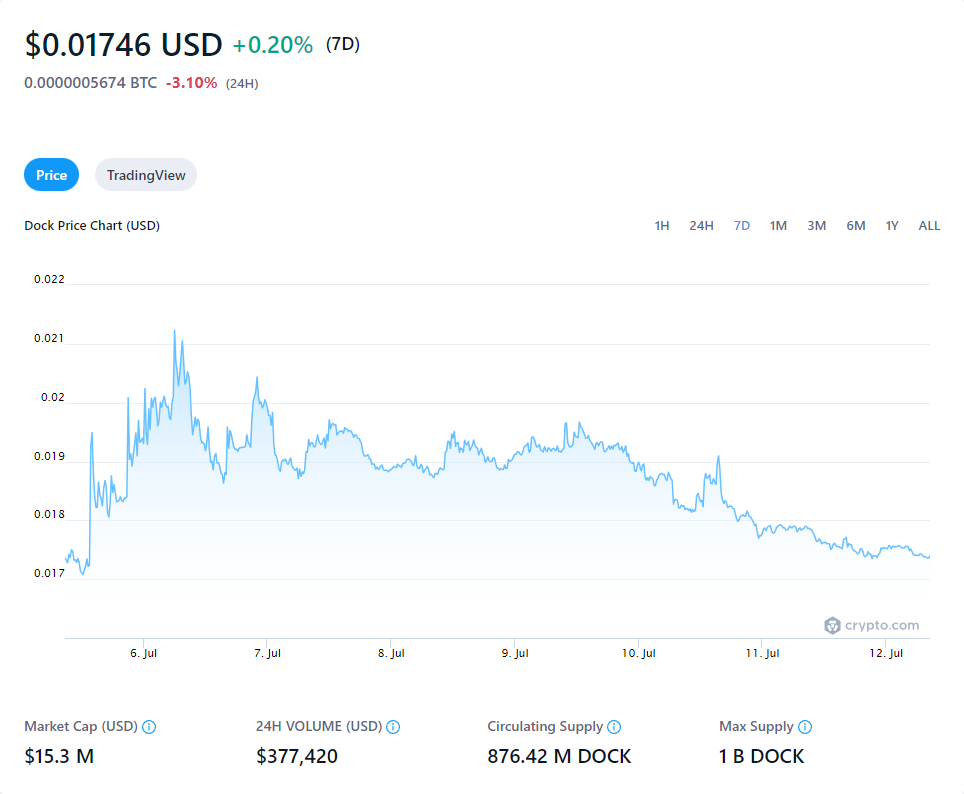 $0.01746 USD +0.20% (7D)
0.0000005674 BTC -3.10% (24H)
Price TradingView
Dock Price Chart (USD) 1H 24H 7D 1M 3M 6M 1Y ALL
0.022
0.021
0.02
0.019
0.018
0.017
crypto.com
6. Jul 7. Jul 8. Jul 9. Jul 10. Jul 11. Jul 12. Jul
Market Cap (USD) 24H VOLUME (USD) Circulating Supply Max Supply
$15.3 M $377,420 876.42 M DOCK 1 B DOCK